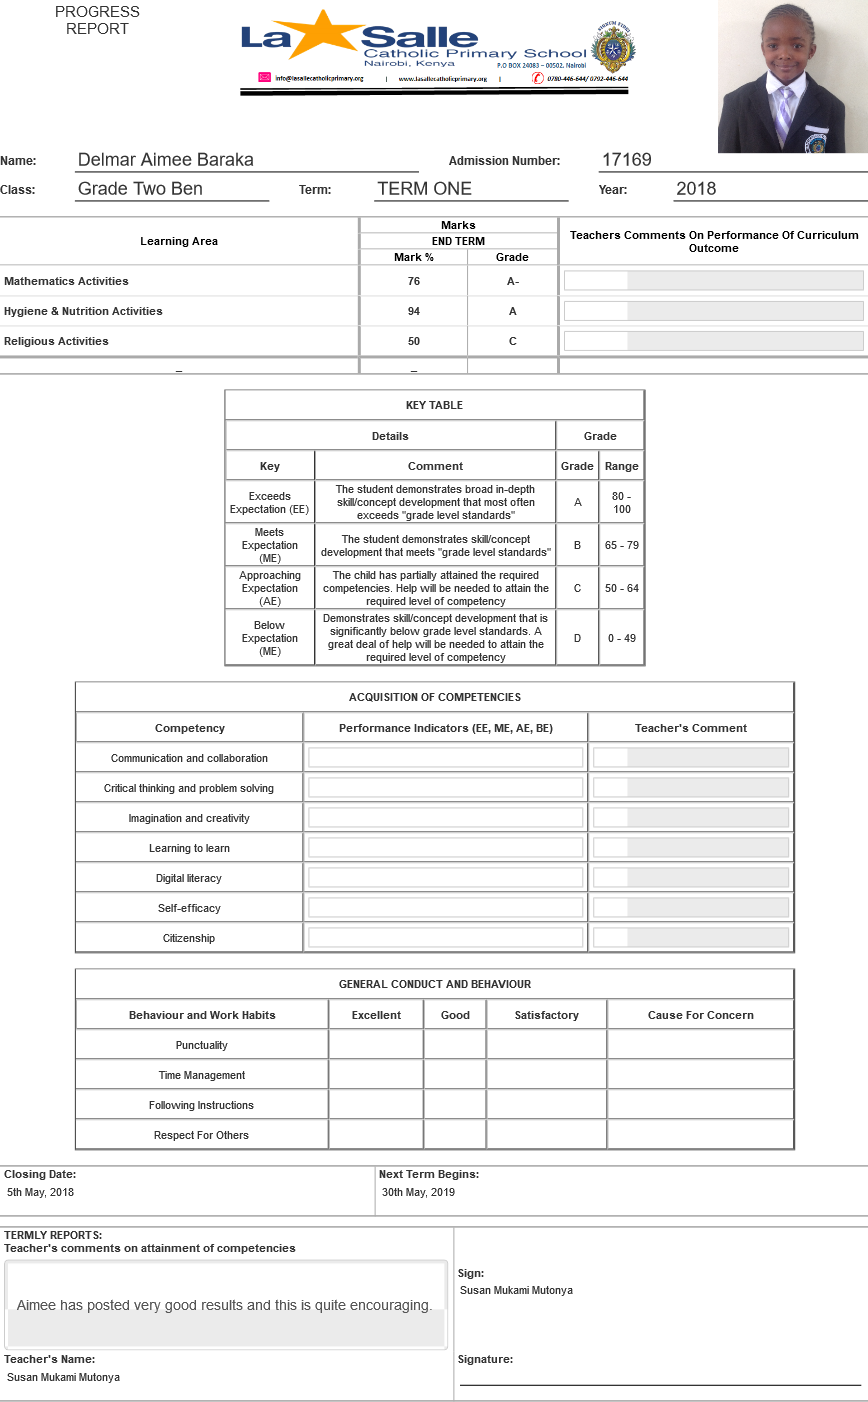 PROGRESS
REPORT
La Salle
Catholic Primary School
Nairobi, Kenya
P.O BOX 24083 – 00502, Nairobi
info@lasallecatholicprimary.org | www.lasallecatholicprimary.org | 0780-446-644/ 0792-446-644
Name: Delmar Aimee Baraka Admission Number: 17169
Class: Grade Two Ben Term: TERM ONE Year: 2018
Learning Area
Marks
END TERM
Mark % Grade
Teachers Comments On Performance Of Curriculum
Outcome
Mathematics Activities 76 A-
Hygiene & Nutrition Activities 94 A
Religious Activities 50 C
_ _
KEY TABLE
Details Grade
Key Comment Grade Range
Exceeds
Expectation (EE)
The student demonstrates broad in-depth
skill/concept development that most often
exceeds "grade level standards"
A
80 -
100
Meets
Expectation
(ME)
The student demonstrates skill/concept
development that meets "grade level standards"
B
65 - 79
Approaching
Expectation
(AE)
The child has partially attained the required
competencies. Help will be needed to attain the
required level of competency
C
50 - 64
Below
Expectation
(ME)
Demonstrates skill/concept development that is
significantly below grade level standards. A
great deal of help will be needed to attain the
required level of competency
D
0 - 49
ACQUISITION OF COMPETENCIES
Competency Performance Indicators (EE, ME, AE, BE) Teacher's Comment
Communication and collaboration
Critical thinking and problem solving
Imagination and creativity
Learning to learn
Digital literacy
Self-efficacy
Citizenship
GENERAL CONDUCT AND BEHAVIOUR
Behaviour and Work Habits Excellent Good Satisfactory Cause For Concern
Punctuality
Time Management
Following Instructions
Respect For Others
Closing Date: Next Term Begins:
5th May, 2018 30th May, 2019
TERMLY REPORTS:
Teacher's comments on attainment of competencies
Aimee has posted very good results and this is quite encouraging.
Sign:
Susan Mukami Mutonya
Teacher's Name: Signature:
Susan Mukami Mutonya